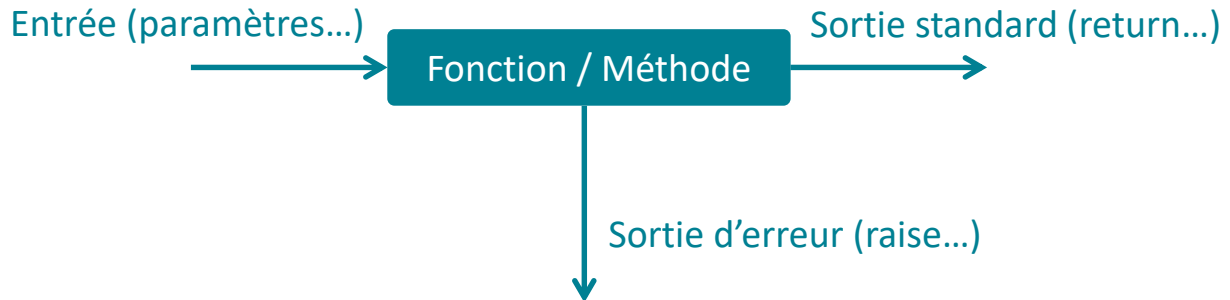 Entrée (paramètres…)
Sortie standard (return…)
Fonction / Méthode
Sortie d’erreur (raise…)